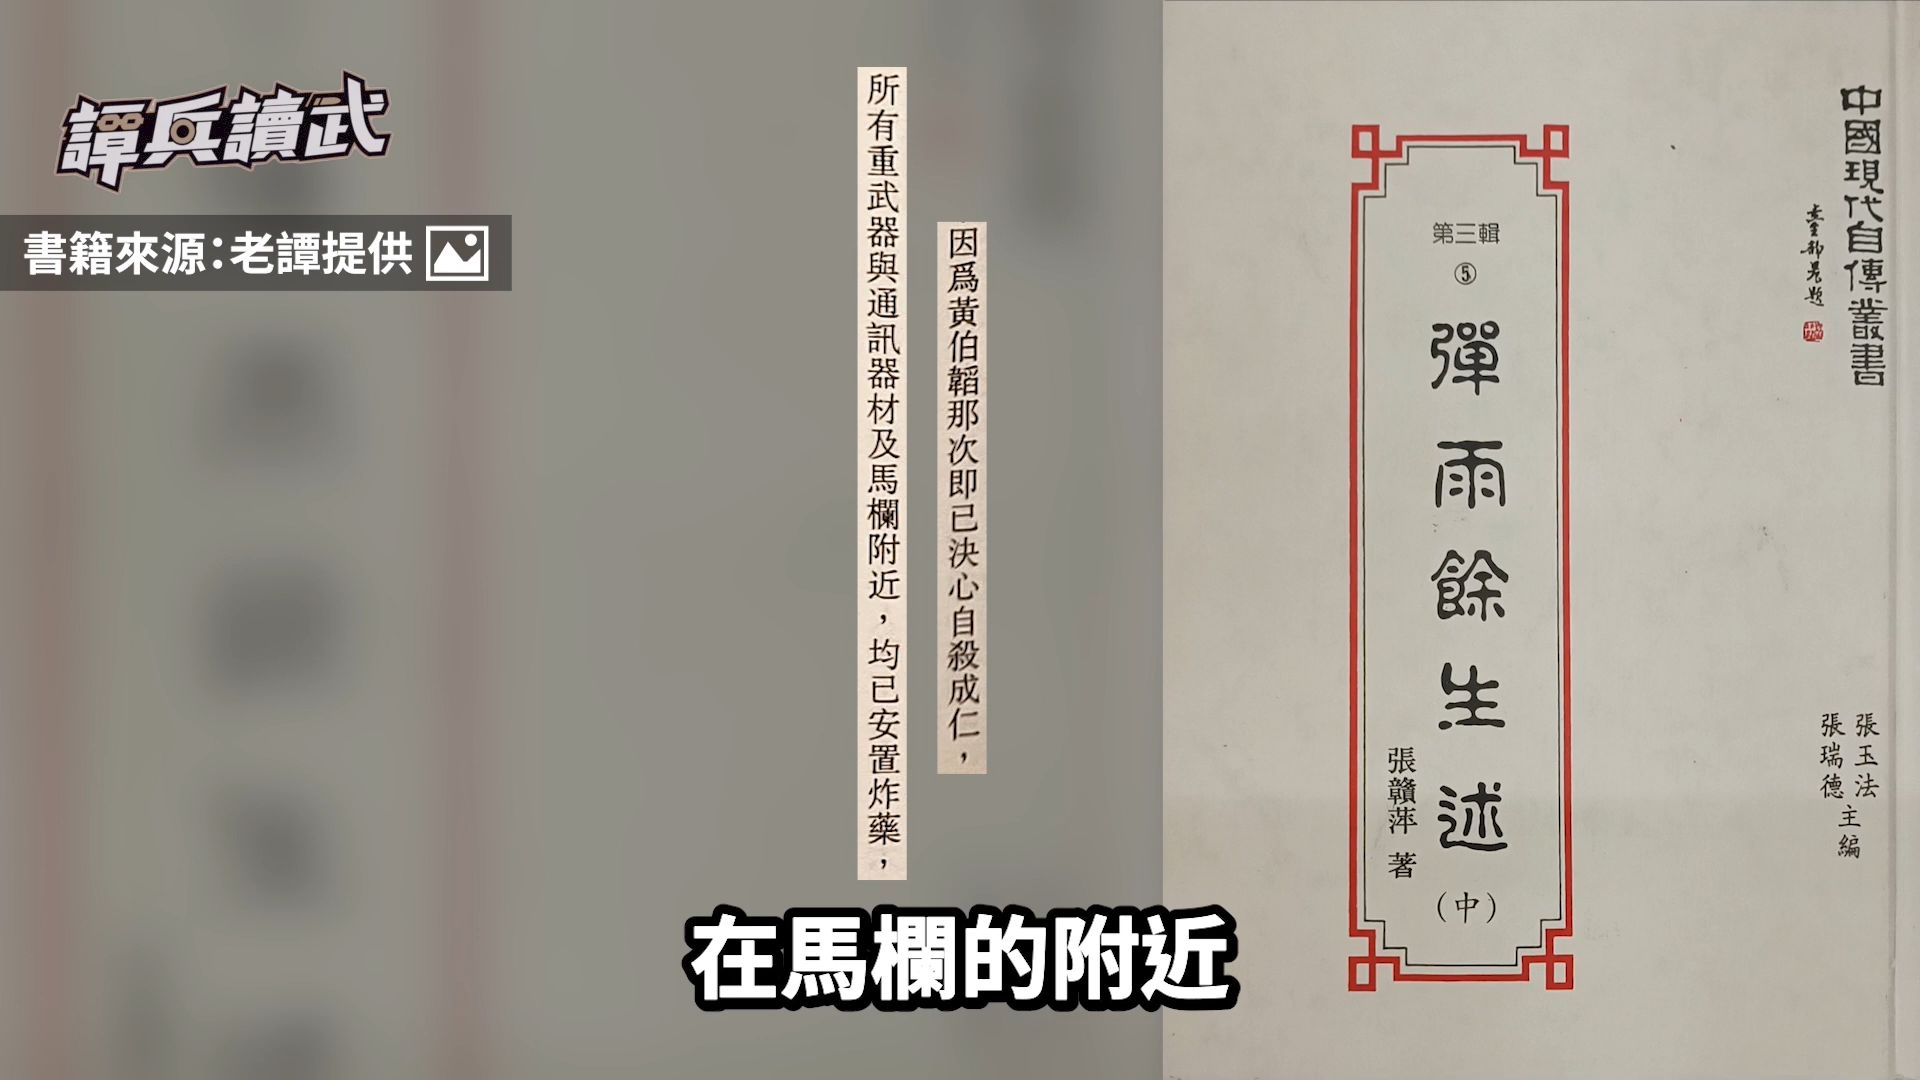 譚兵讀武
書籍來源：老譚提供
因爲黃伯韜那次即已決心自殺成仁，
所有重武器與通訊器材及馬欄附近，均已安置炸藥，
中國現代自傳叢書
張玉法
張瑞德
主編
第三輯
⑤
彈雨餘生述
（中）
張贛萍 著
在馬欄的附近